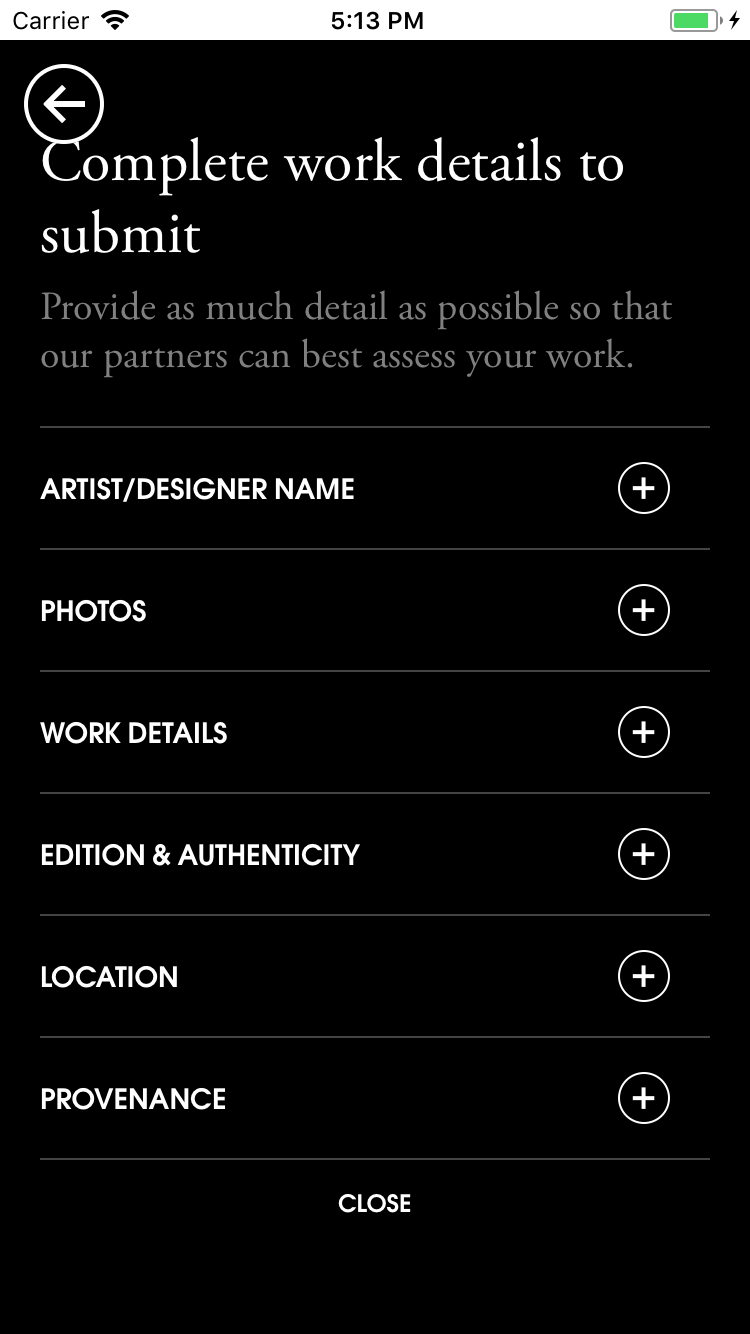 Carrier 5:13 PM
Complete work details to
submit
Provide as much detail as possible so that
our partners can best assess your work.
ARTIST/DESIGNER NAME
PHOTOS
WORK DETAILS
EDITION & AUTHENTICITY
LOCATION
PROVENANCE
CLOSE